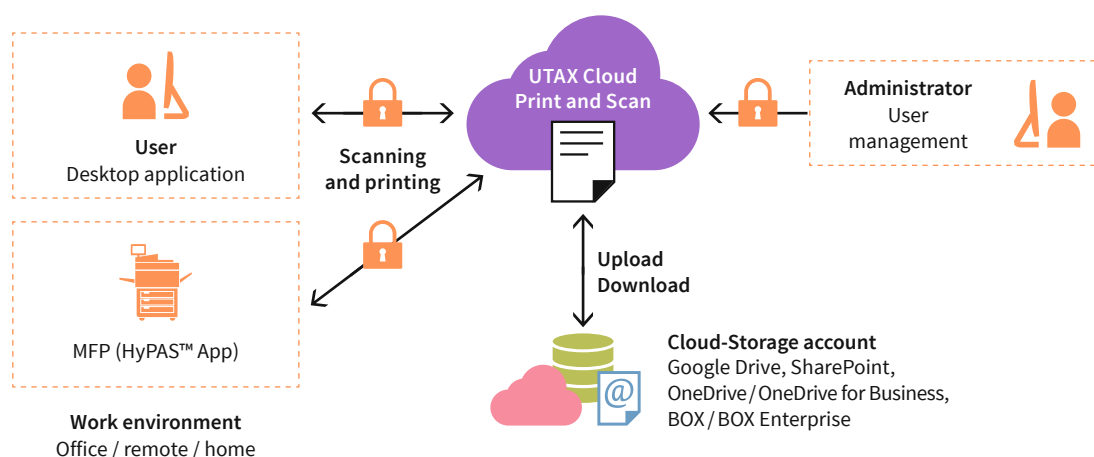 UTAX Cloud
Print and Scan
User
Desktop application
Scanning
and printing
Administrator
User
management
MFP (HyPAS™ App)
Work environment
Office / remote / home
Upload
Download
@
Cloud-Storage account
Google Drive, SharePoint,
OneDrive / OneDrive for Business,
BOX / BOX Enterprise